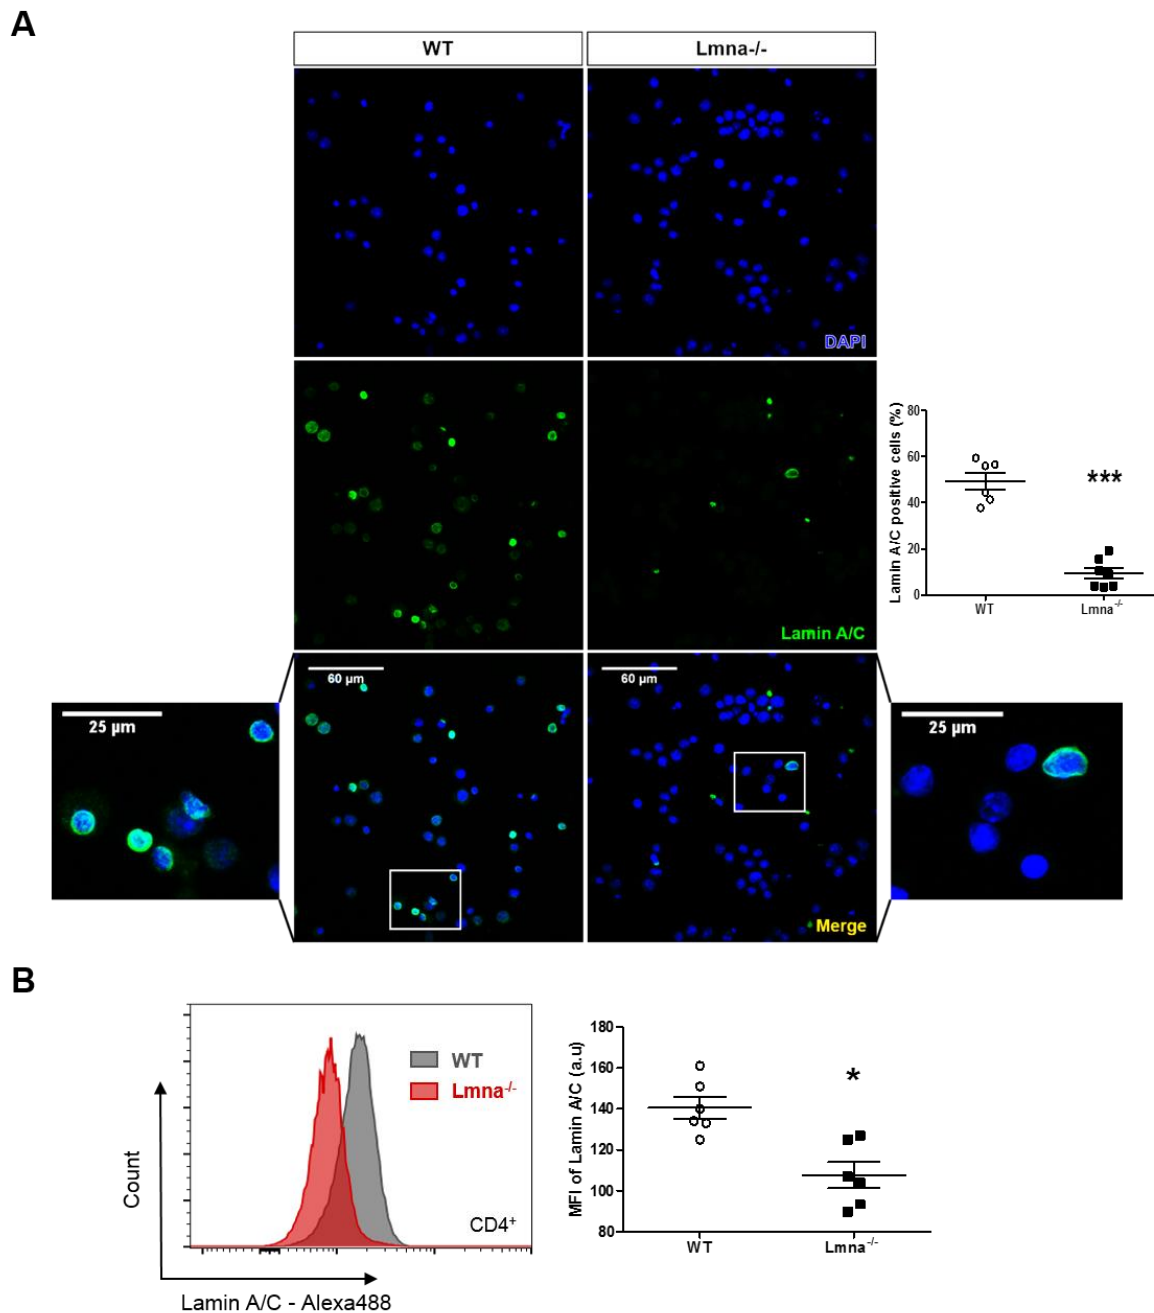 A
WT
Lmna-/-
DAPI
Lamin A/C
Lamin A/C positive cells (%)
80
60
40
20
0
***
WT
Lmna-/-
60 µm
60 µm
Merge
25 µm
25 µm
B
Count
WT
Lmna-/-
CD4+
Lamin A/C - Alexa488
MFI of Lamin A/C (a.u)
180
160
140
120
100
80
*
WT
Lmna-/-